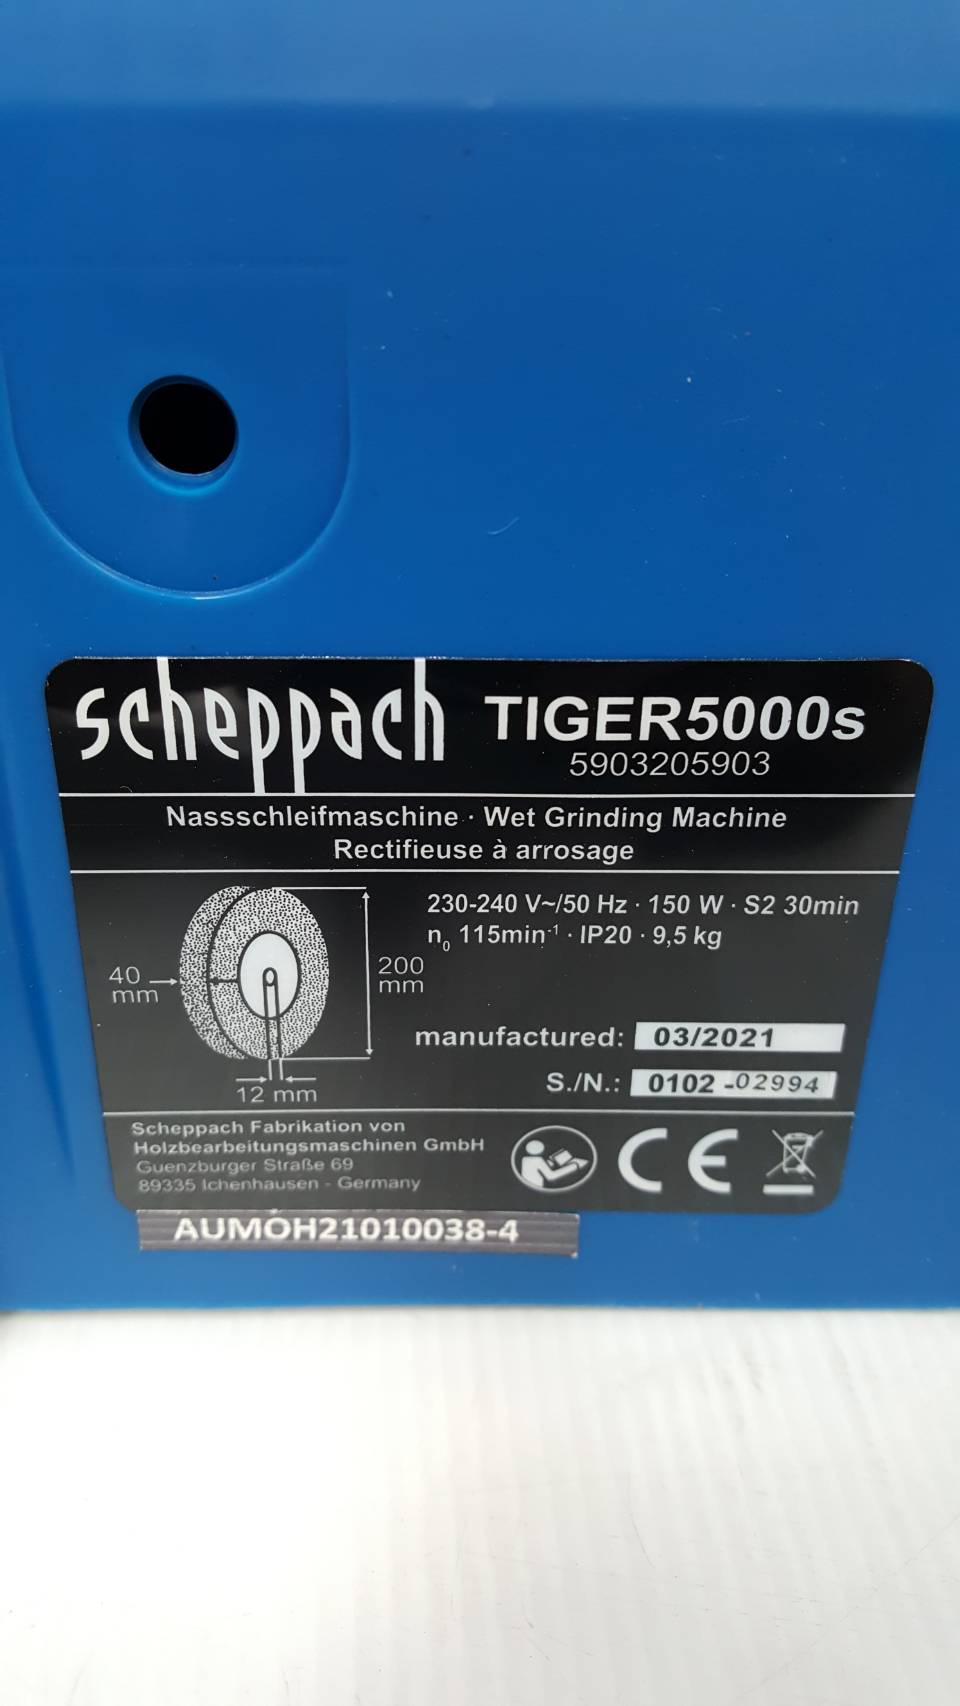 scheppach TIGER5000s
5903205903
Nassschleifmaschine · Wet Grinding Machine
Rectifieuse à arrosage
230-240 V~/50 Hz · 150 W · S2 30min
n₀ 115min⁻¹ · IP20 · 9,5 kg
40
mm
200
mm
12 mm
manufactured: 03/2021
S./N.: 0102 -02994
Scheppach Fabrikation von
Holzbearbeitungsmaschinen GmbH
Guenzburger Straße 69
89335 Ichenhausen - Germany
CE
AUMOH21010038-4